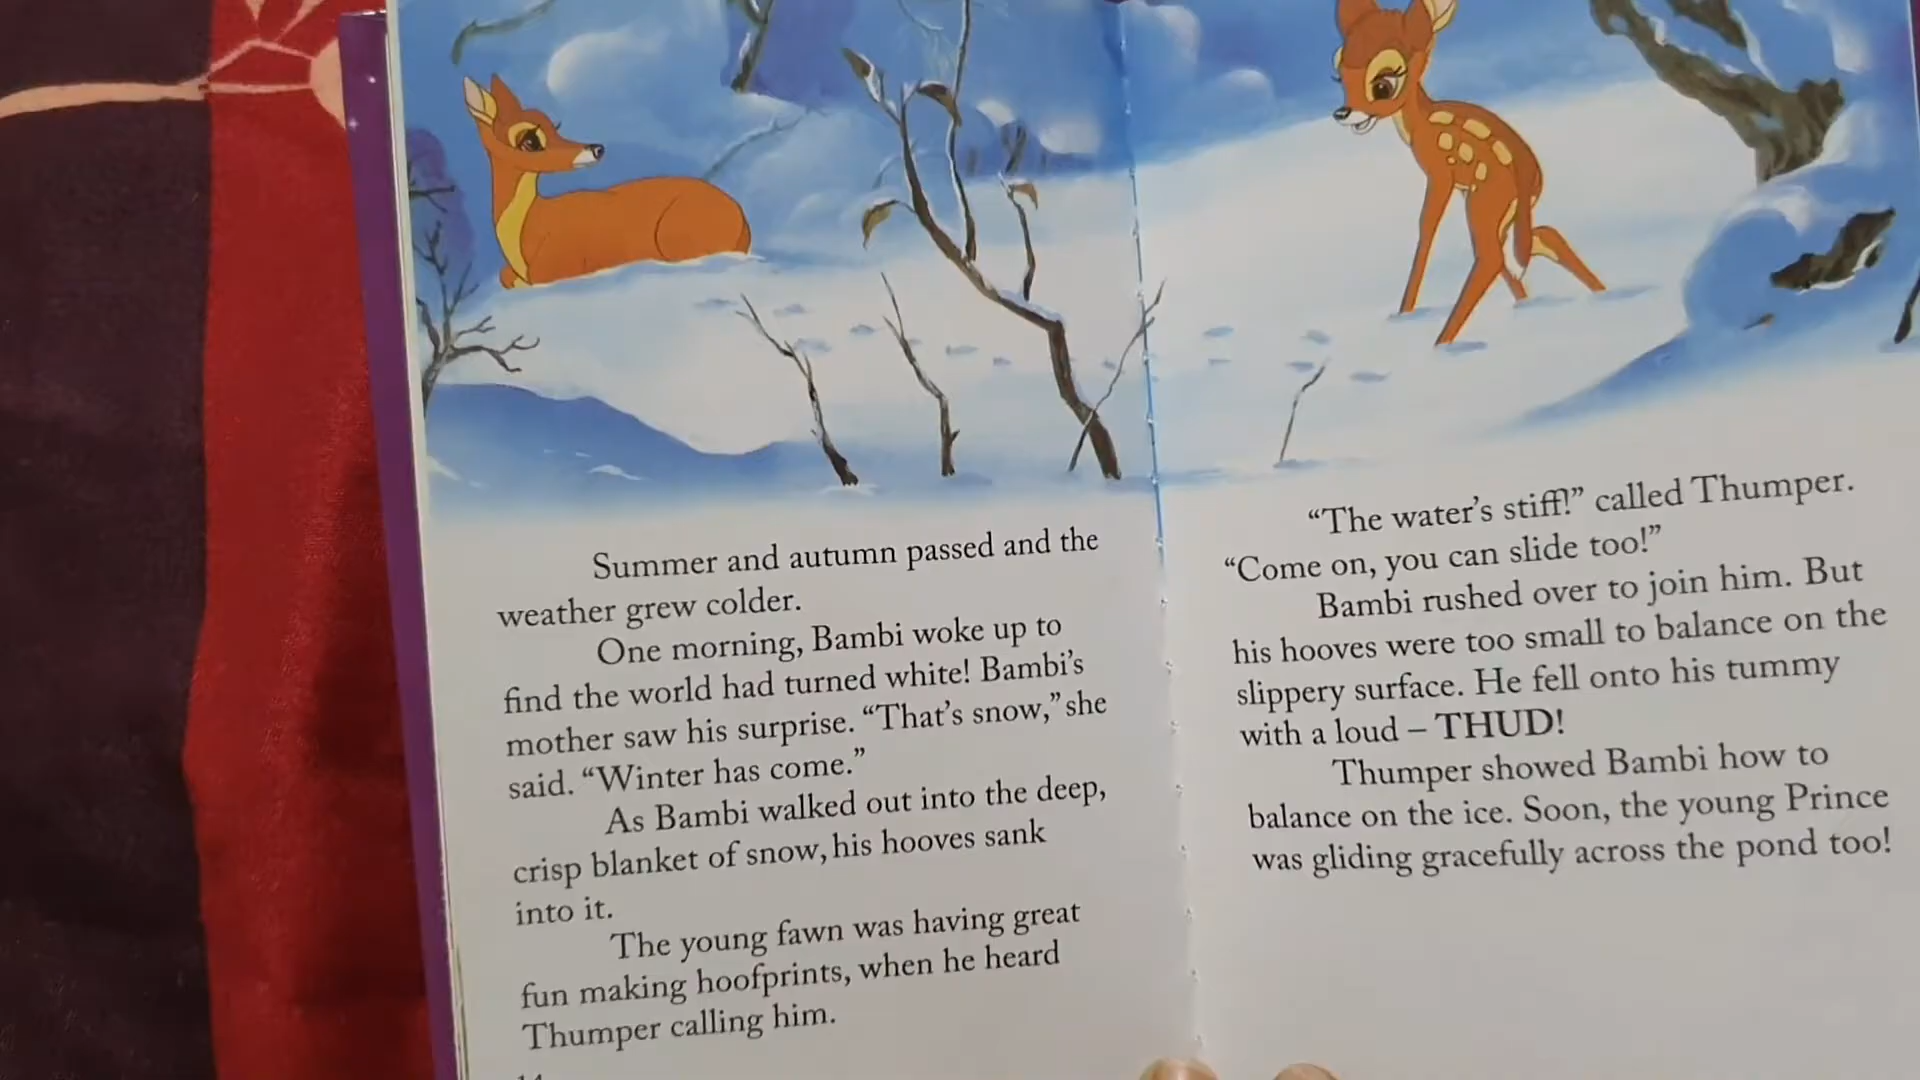 Summer and autumn passed and the
weather grew colder.
One morning, Bambi woke up to
find the world had turned white! Bambi's
mother saw his surprise. “That's snow,” she
said. “Winter has come.”
As Bambi walked out into the deep,
crisp blanket of snow, his hooves sank
into it.
The young fawn was having great
fun making hoofprints, when he heard
Thumper calling him.
“The water's stiff!” called Thumper.
“Come on, you can slide too!”
Bambi rushed over to join him. But
his hooves were too small to balance on the
slippery surface. He fell onto his tummy
with a loud – THUD!
Thumper showed Bambi how to
balance on the ice. Soon, the young Prince
was gliding gracefully across the pond too!